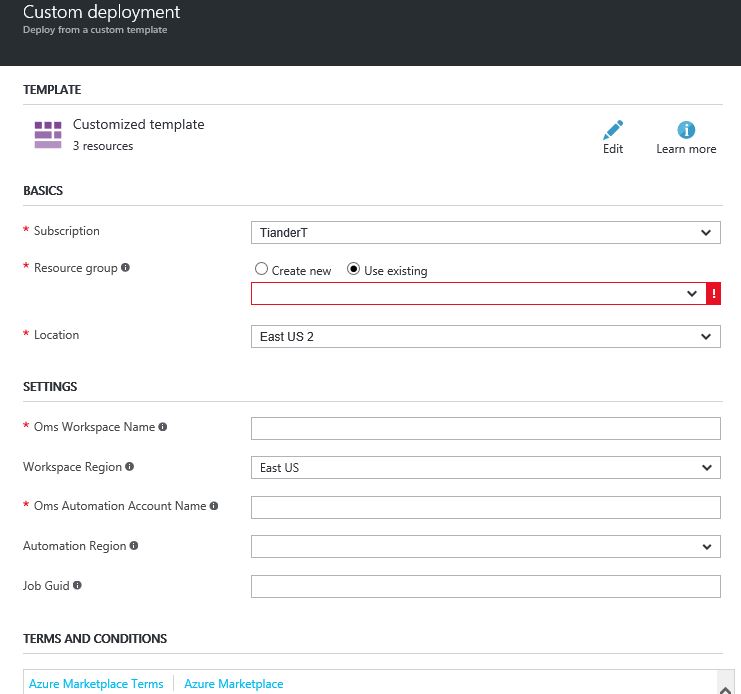 Custom deployment
Deploy from a custom template
TEMPLATE
Customized template
3 resources
Edit
Learn more
BASICS
* Subscription
TianderT
* Resource group
Create new
Use existing
!
* Location
East US 2
SETTINGS
* Oms Workspace Name
Workspace Region
East US
* Oms Automation Account Name
Automation Region
Job Guid
TERMS AND CONDITIONS
Azure Marketplace Terms | Azure Marketplace